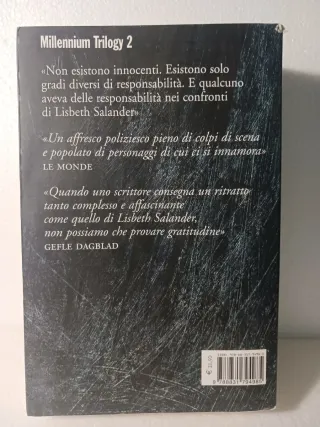 Millennium Trilogy 2
«Non esistono innocenti. Esistono solo
gradi diversi di responsabilità. E qualcuno
aveva delle responsabilità nei confronti
di Lisbeth Salander»
«Un affresco poliziesco pieno di colpi di scena
e popolato di personaggi di cui ci si innamora»
LE MONDE
«Quando uno scrittore consegna un ritratto
tanto complesso e affascinante
come quello di Lisbeth Salander,
non possiamo che provare gratitudine»
GEFLE DAGBLAD